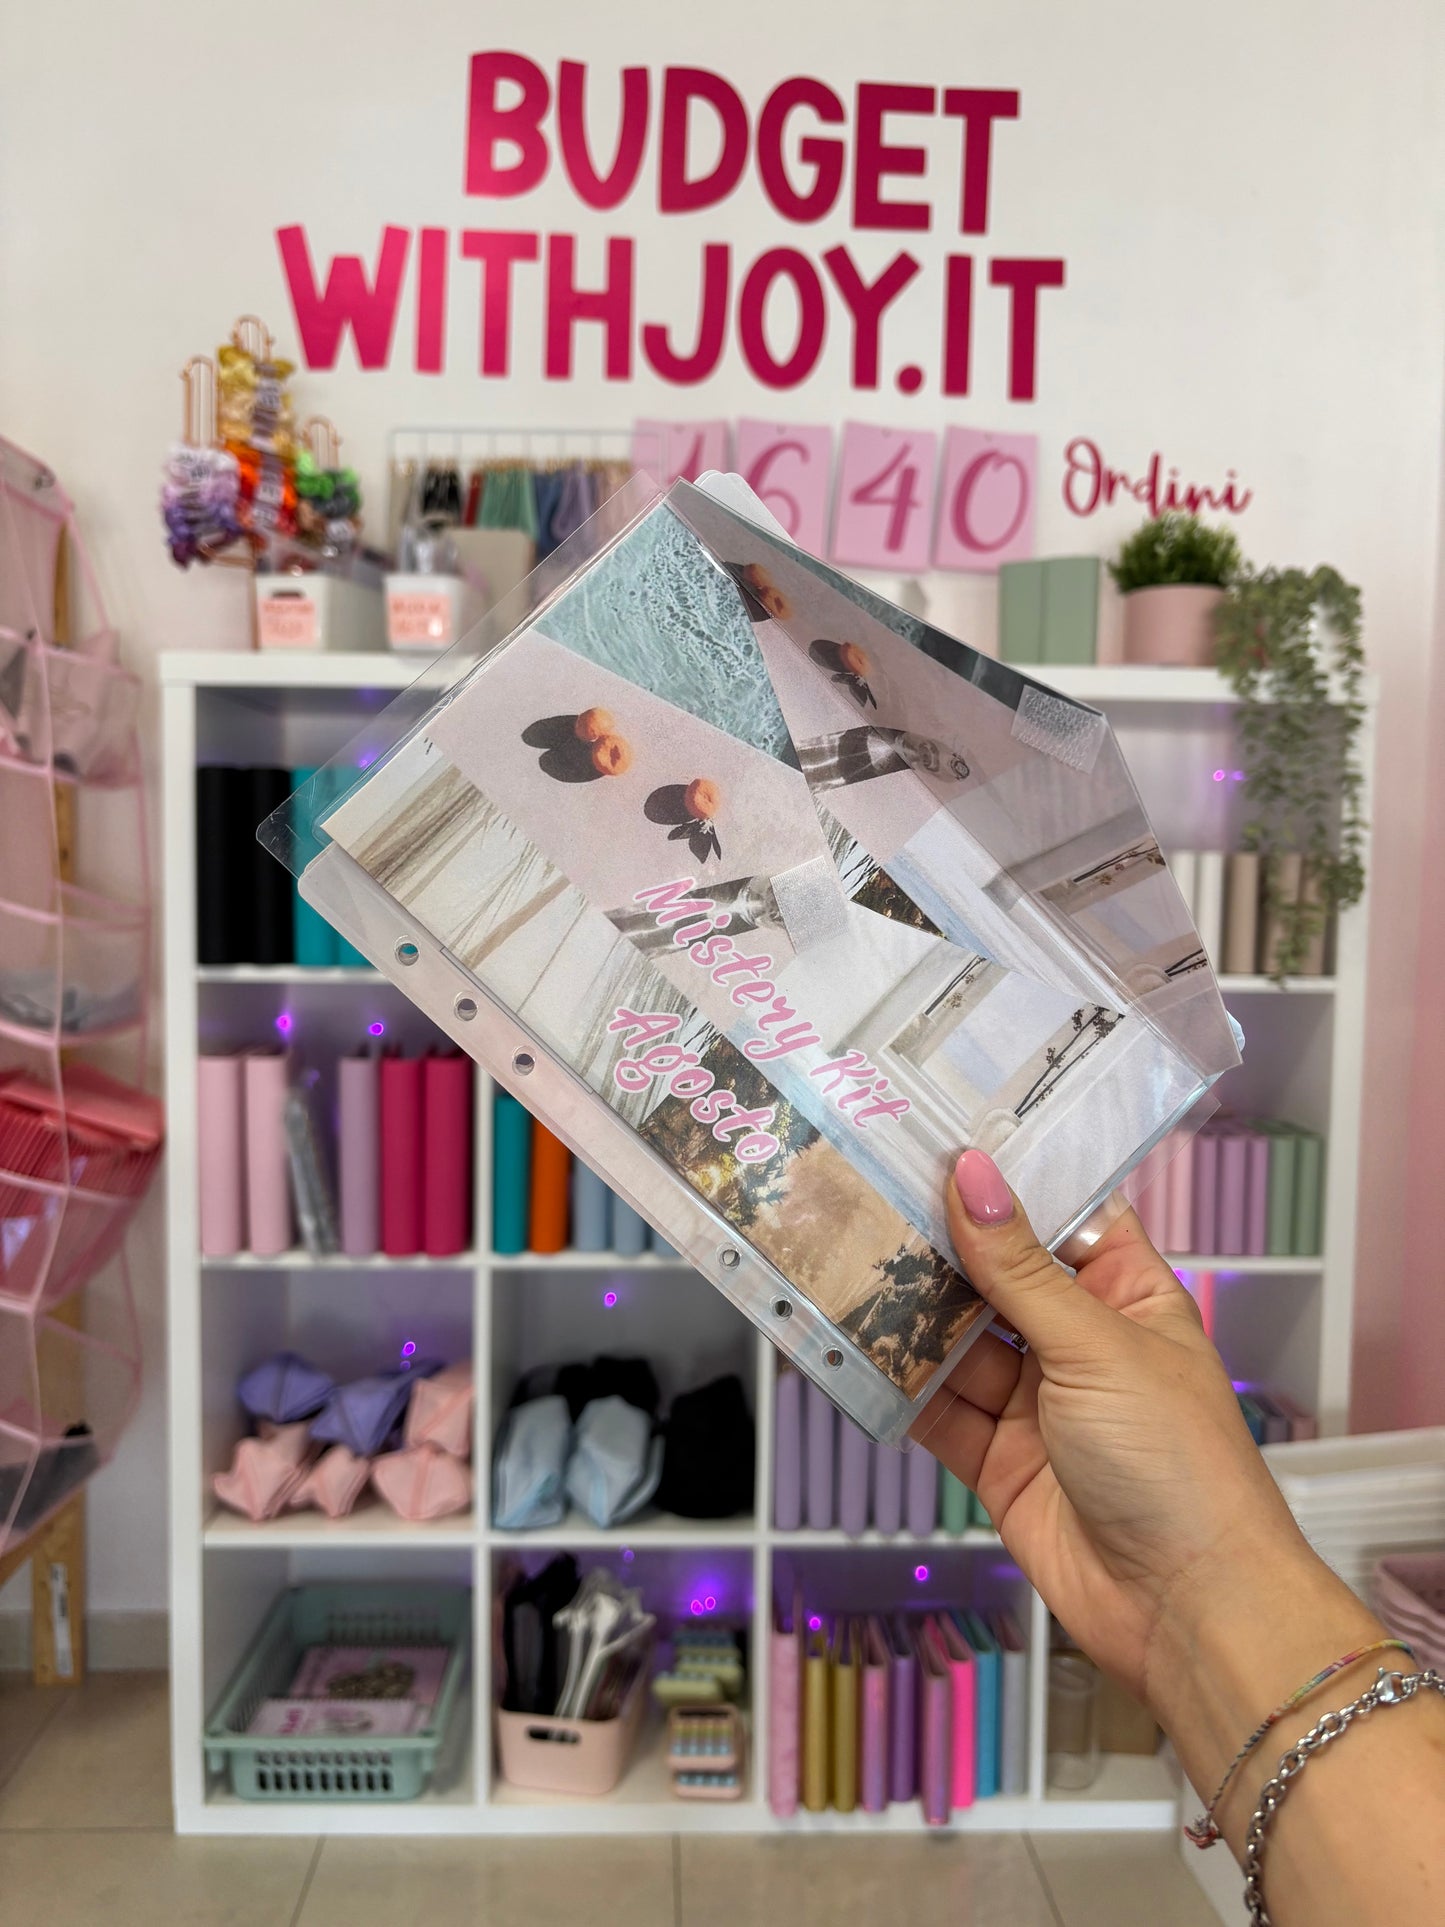 BUDGET
WITHJOY.IT
1640 Ordini
Mistery Kit
Agosto